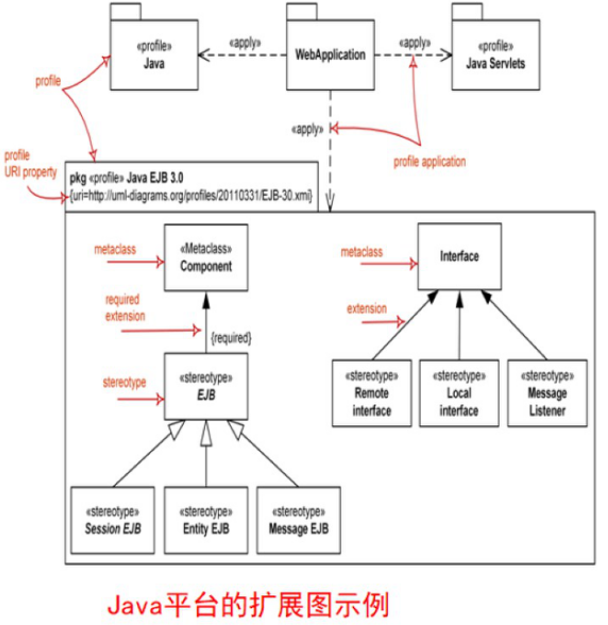 «profile»
Java
«apply»
WebApplication
«apply»
«profile»
Java Servlets
profile
«apply»
profile application
profile
URI property
pkg «profile» Java EJB 3.0
{uri=http://uml-diagrams.org/profiles/20110331/EJB-30.xmi}
metaclass
«Metaclass»
Component
metaclass
Interface
required
extension
{required}
extension
stereotype
«stereotype»
EJB
«stereotype»
Remote
interface
«stereotype»
Local
interface
«stereotype»
Message
Listener
«stereotype»
Session EJB
«stereotype»
Entity EJB
«stereotype»
Message EJB
Java平台的扩展图示例